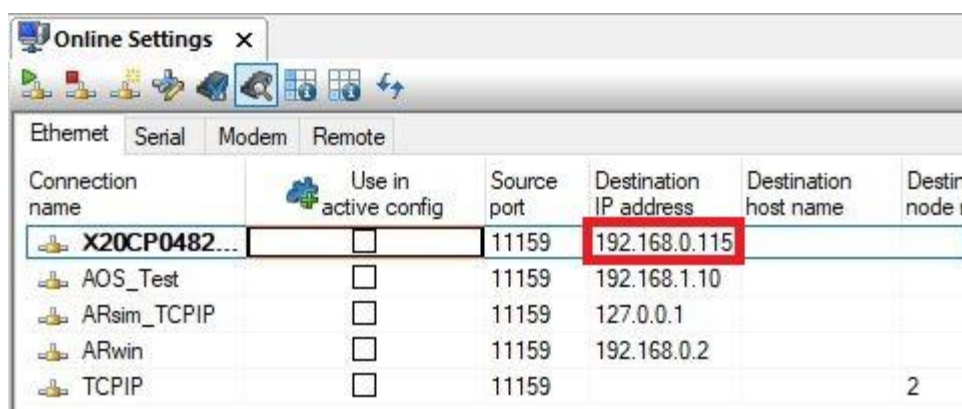 Online Settings
Ethernet Serial Modem Remote
Connection name Use in active config Source port Destination IP address Destination host name Destin node r
X20CP0482... 11159 192.168.0.115
AOS_Test 11159 192.168.1.10
ARsim_TCPIP 11159 127.0.0.1
ARwin 11159 192.168.0.2
TCPIP 11159 2